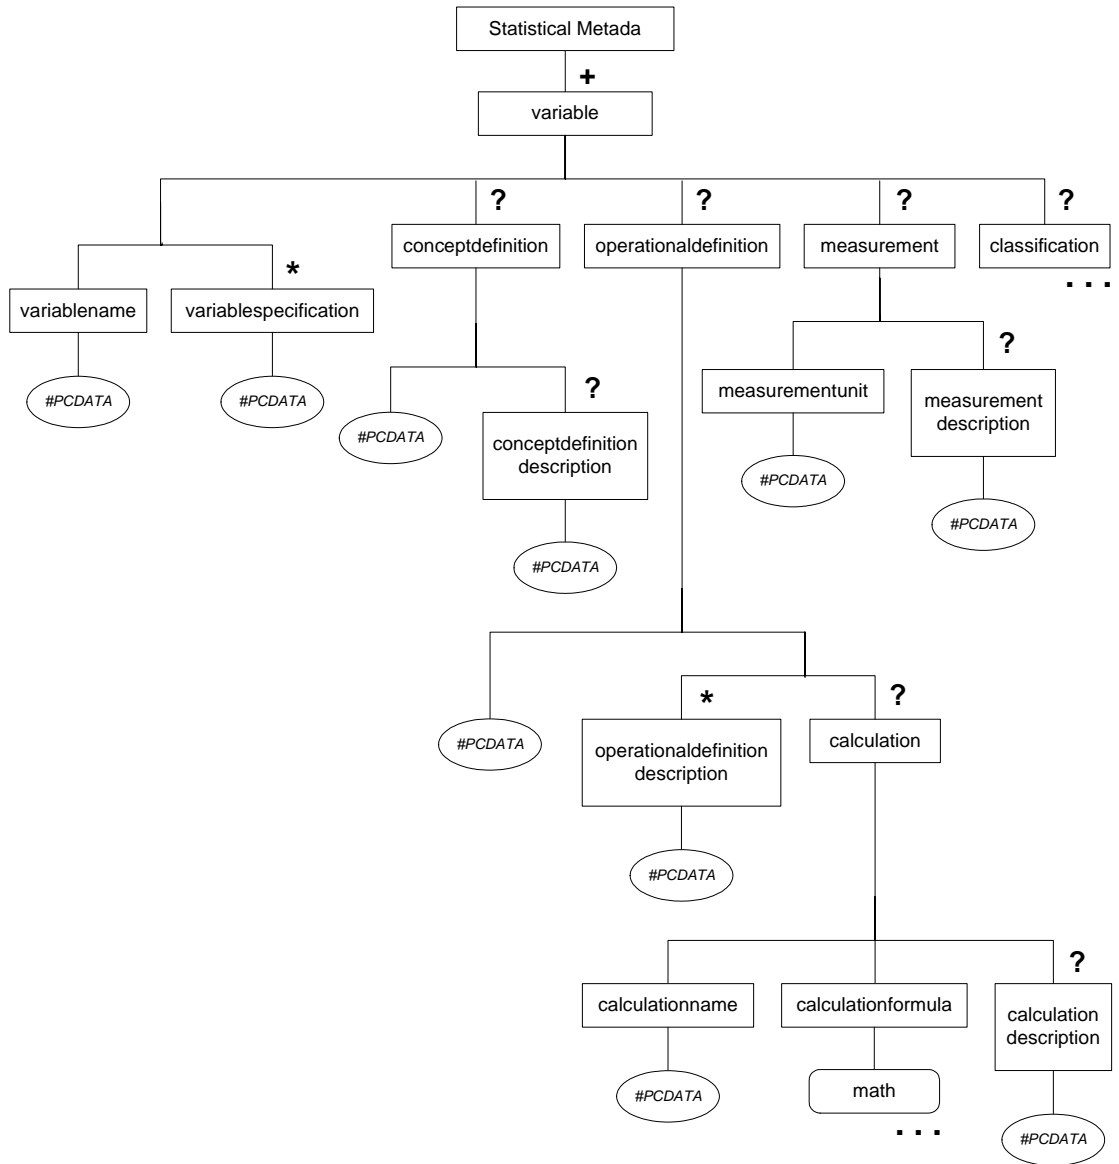 Statistical Metada
+
variable
? ? ? ?
conceptdefinition operationaldefinition measurement classification
* . . .
variablename variablespecification
?
? measurementunit measurement
description
#PCDATA #PCDATA
#PCDATA conceptdefinition
description
#PCDATA
#PCDATA
#PCDATA
* ?
#PCDATA operationaldefinition
description
calculation
#PCDATA
?
calculationname calculationformula calculation
description
#PCDATA math
. . .
#PCDATA